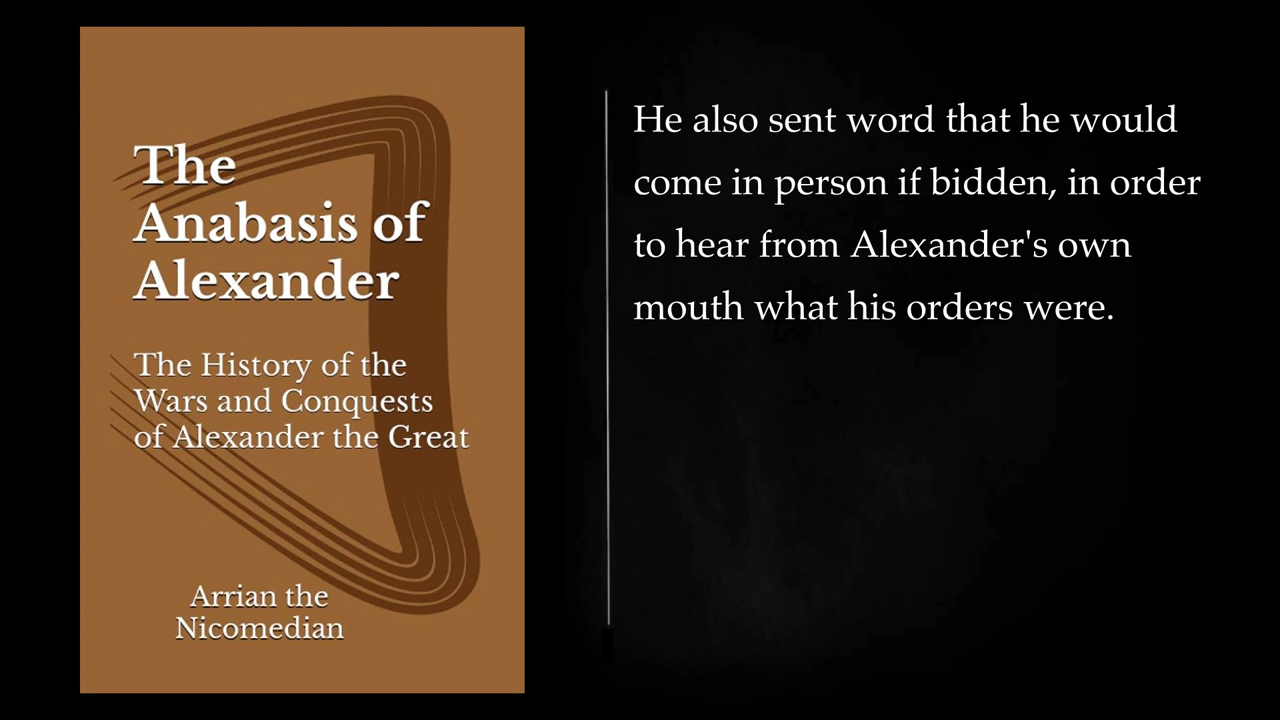 The
Anabasis of
Alexander
The History of the
Wars and Conquests
of Alexander the Great
Arrian the
Nicomedian
He also sent word that he would
come in person if bidden, in order
to hear from Alexander's own
mouth what his orders were.